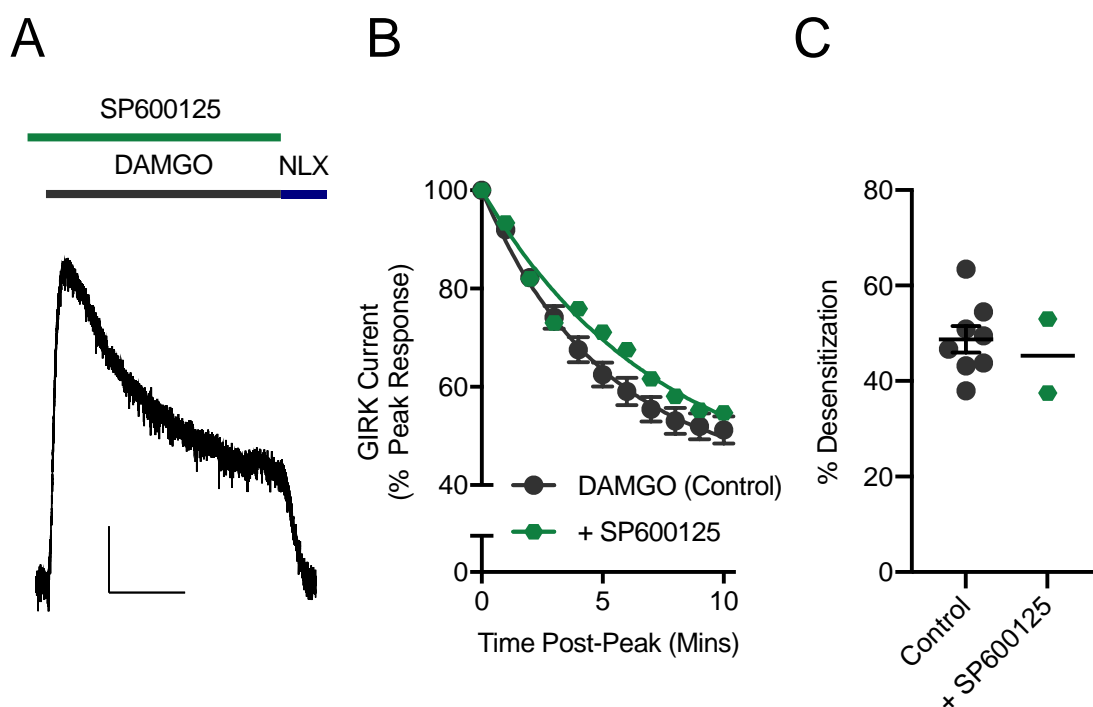 A
SP600125
DAMGO
NLX
B
GIRK Current
(% Peak Response)
100
80
60
40
0
DAMGO (Control)
+ SP600125
0
5
10
Time Post-Peak (Mins)
C
% Desensitization
80
60
40
20
0
Control
+ SP600125